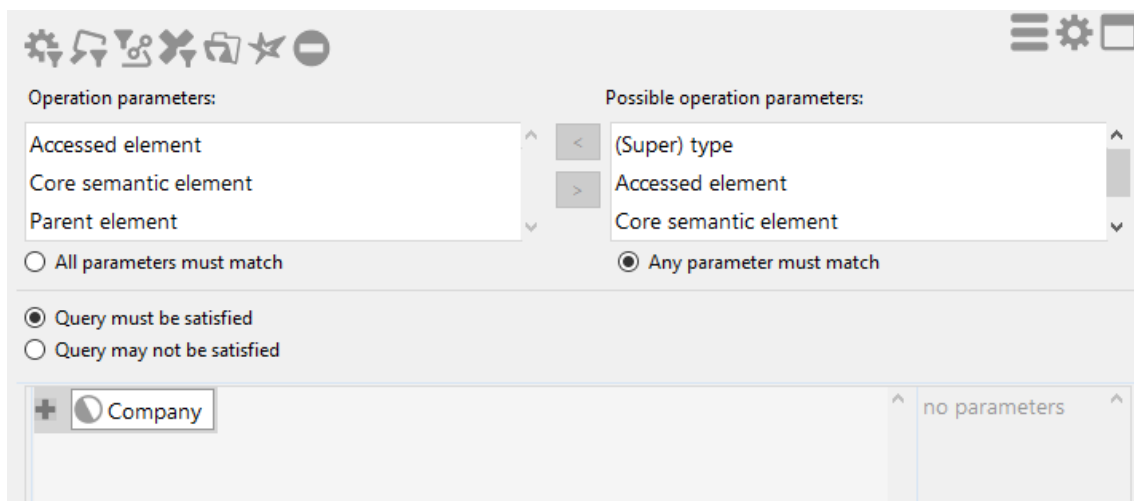 Operation parameters:
Possible operation parameters:
Accessed element
Core semantic element
Parent element
<
>
(Super) type
Accessed element
Core semantic element
All parameters must match
Any parameter must match
Query must be satisfied
Query may not be satisfied
Company
no parameters